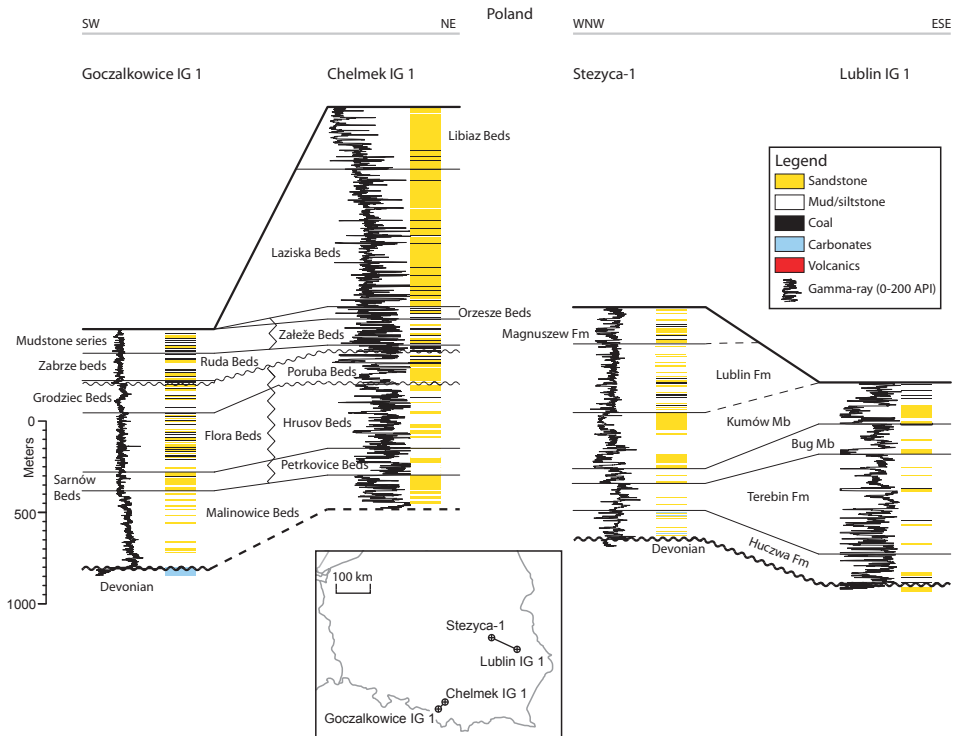 Poland
SW
NE
WNW
ESE
Goczalkowice IG 1
Chelmek IG 1
Stezyca-1
Lublin IG 1
Libiaz Beds
Laziska Beds
Orzesze Beds
Mudstone series
Załeże Beds
Zabrze beds
Ruda Beds
Poruba Beds
Grodziec Beds
Hrusov Beds
Flora Beds
Petrkovice Beds
Sarnów
Beds
Malinowice Beds
Devonian
0
500
1000
Meters
Legend
Sandstone
Mud/siltstone
Coal
Carbonates
Volcanics
Gamma-ray (0-200 API)
Magnuszew Fm
Lublin Fm
Kumów Mb
Bug Mb
Terebin Fm
Huczwa Fm
Devonian
100 km
Stezyca-1
Lublin IG 1
Chelmek IG 1
Goczalkowice IG 1